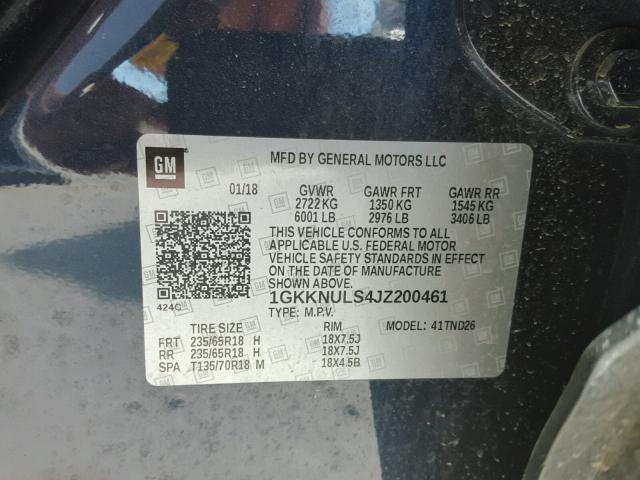 GM
MFD BY GENERAL MOTORS LLC
01/18 GVWR GAWR FRT GAWR RR
2722 KG 1350 KG 1545 KG
6001 LB 2976 LB 3406 LB
THIS VEHICLE CONFORMS TO ALL
APPLICABLE U.S. FEDERAL MOTOR
VEHICLE SAFETY STANDARDS IN EFFECT
ON THE DATE OF MANUFACTURE
SHOWN ABOVE.
424C 1GKKNULS4JZ200461
TYPE: M.P.V.
TIRE SIZE RIM MODEL: 41TND26
FRT 235/65R18 H 18X7.5J
RR 235/65R18 H 18X7.5J
SPA T135/70R18 M 18X4.5B